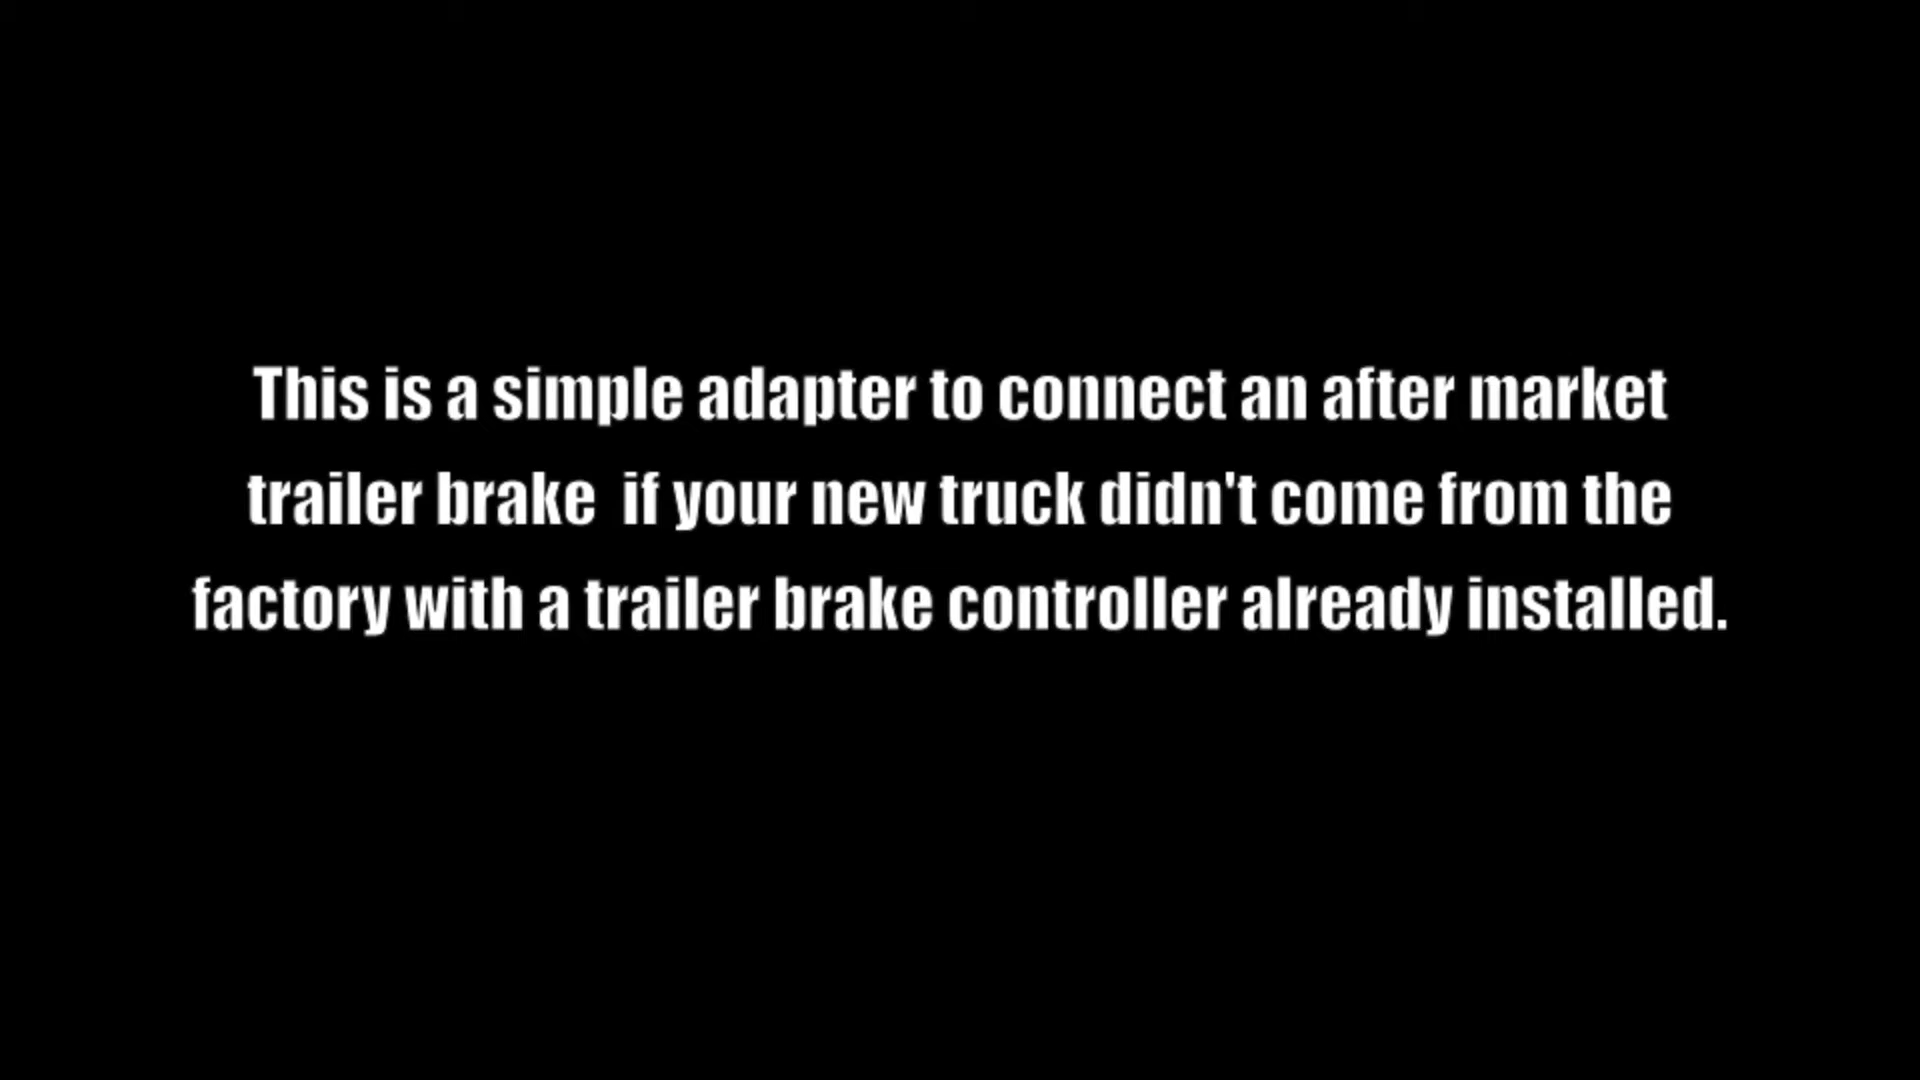 This is a simple adapter to connect an after market
trailer brake  if your new truck didn't come from the
factory with a trailer brake controller already installed.